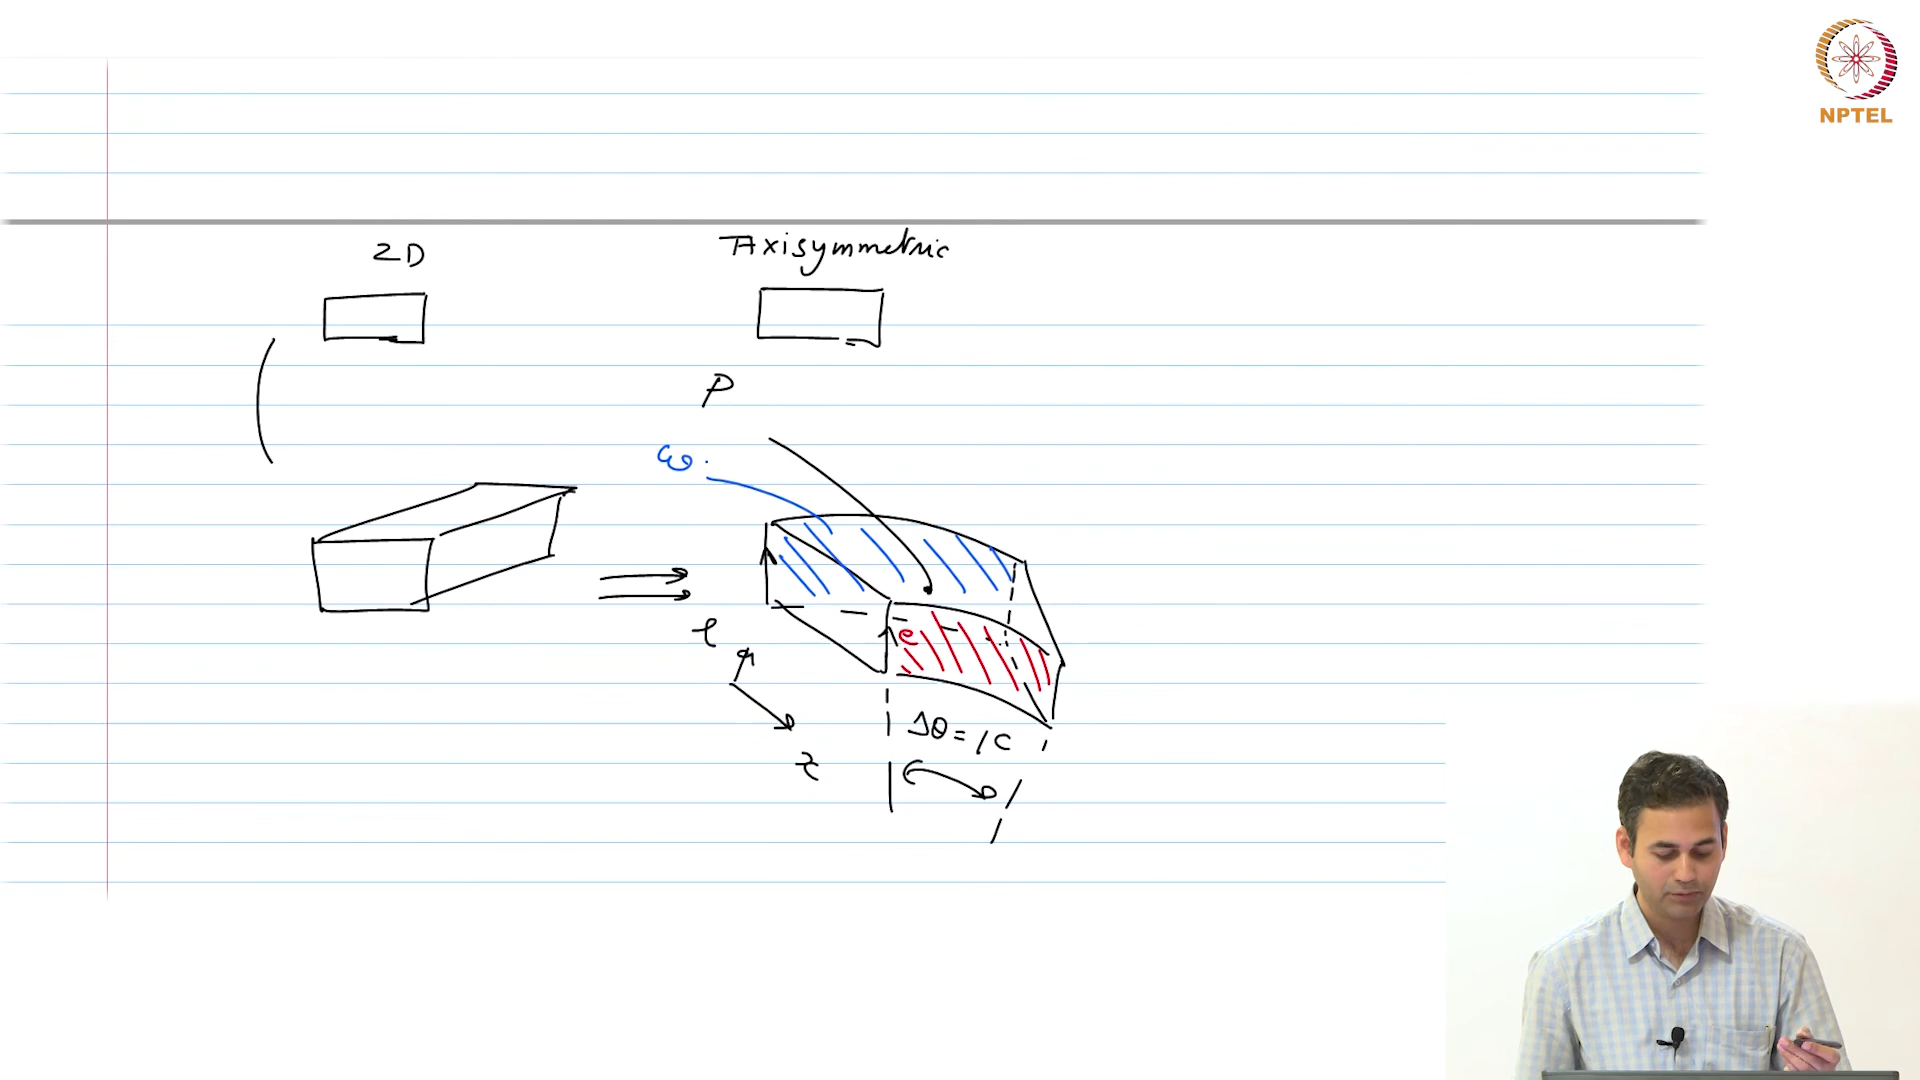 NPTEL
2D Axisymmetric
P
ω
e
r
z
Δθ = 1c